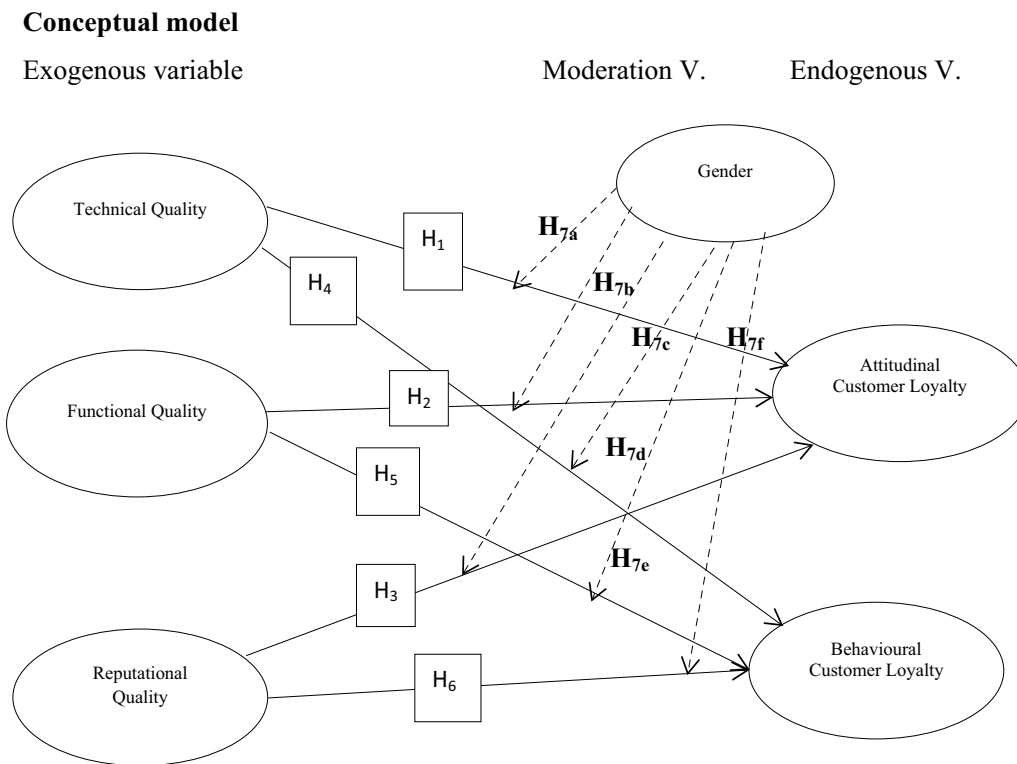 Conceptual model
Exogenous variable
Moderation V.
Endogenous V.
Gender
Technical Quality
H1
H7a
H4
H7b
H7c
H7f
Attitudinal
Customer Loyalty
Functional Quality
H2
H5
H7d
H7e
H3
Behavioural
Customer Loyalty
Reputational
Quality
H6